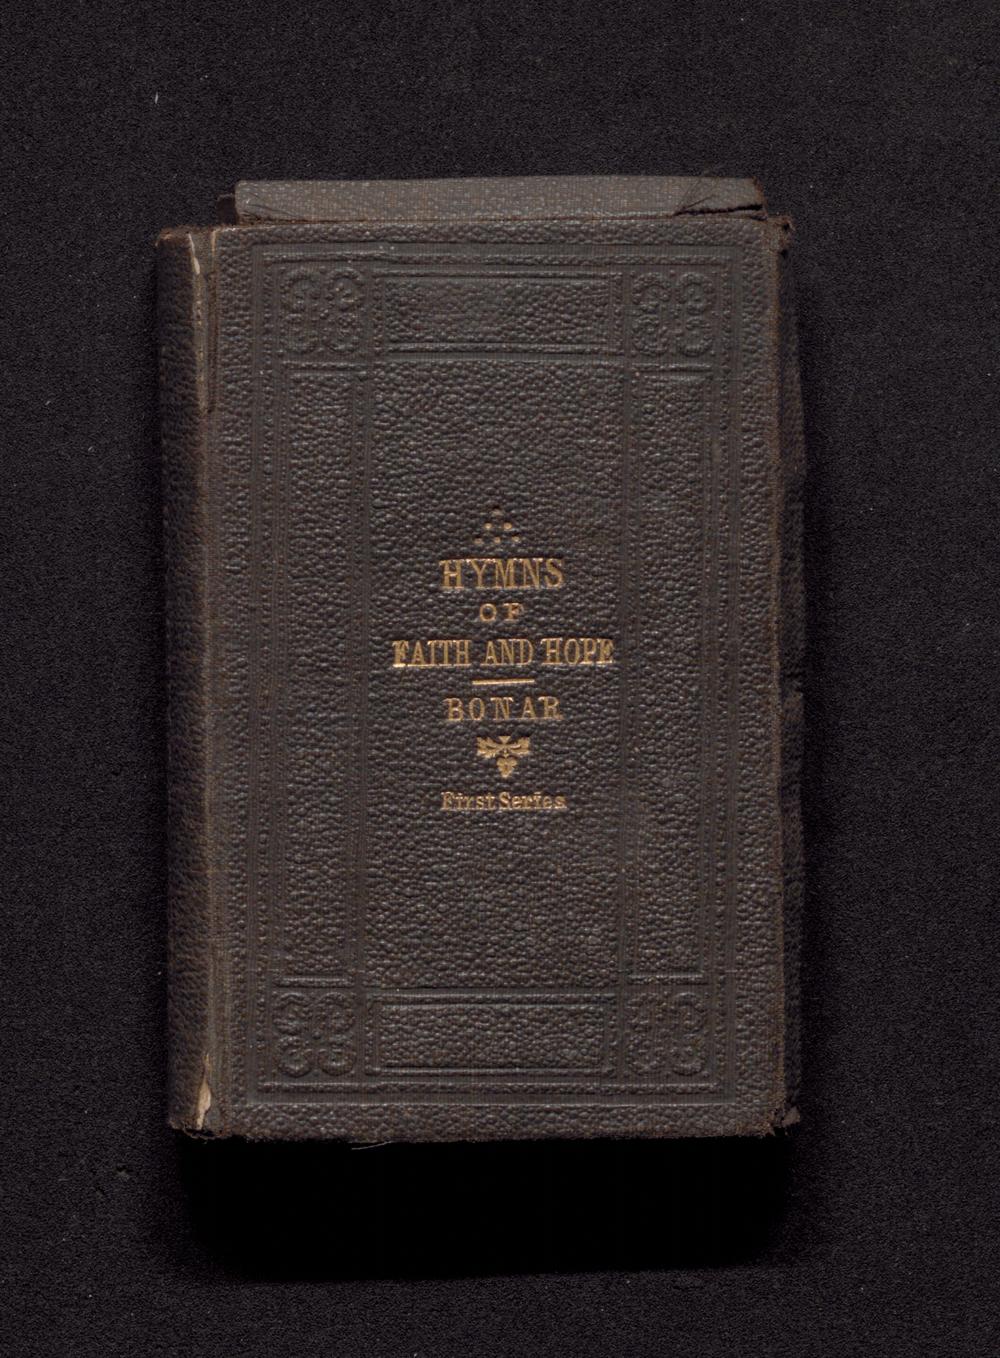 HYMNS
OF
FAITH AND HOPE
BONAR
First Series